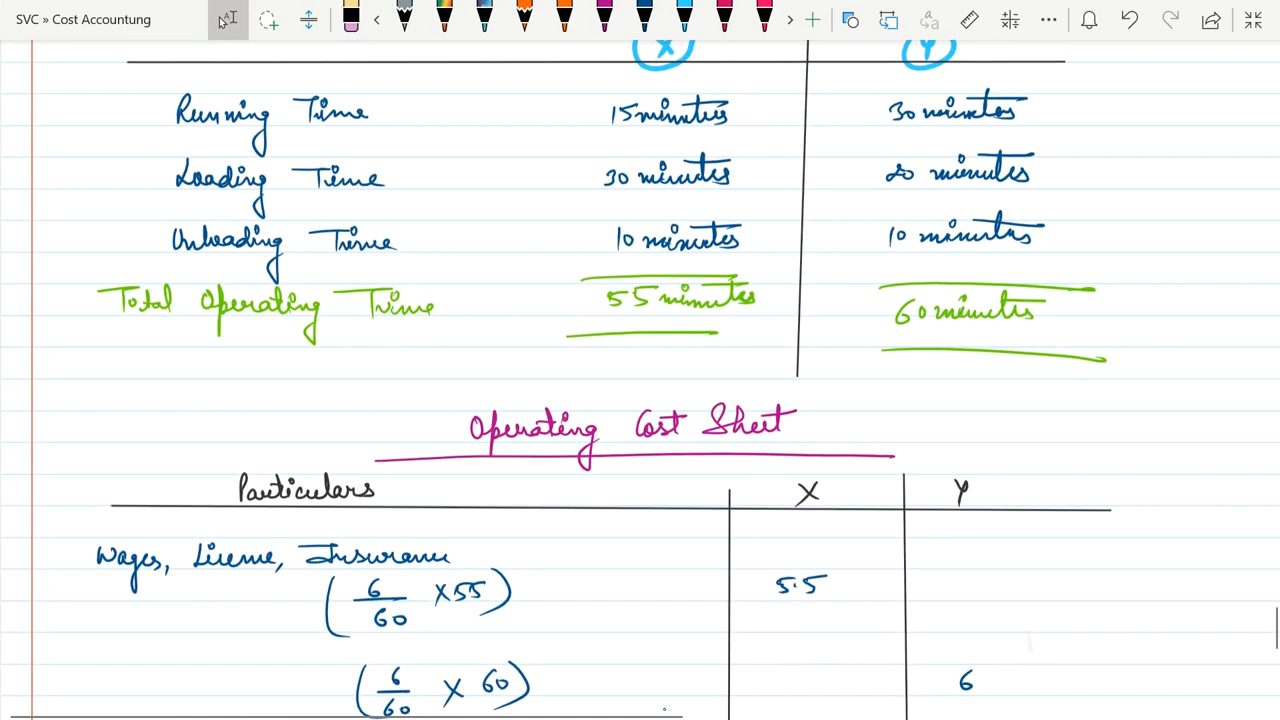 SVC » Cost Accountung
X Y
Running Time 15 minutes 30 minutes
Loading Time 30 minutes 20 minutes
Unloading Time 10 minutes 10 minutes
Total Operating Time 55 minutes 60 minutes
Operating Cost Sheet
Particulars X Y
Wages, License, Insurance
(6/60 × 55) 5.5
(6/60 × 60) 6